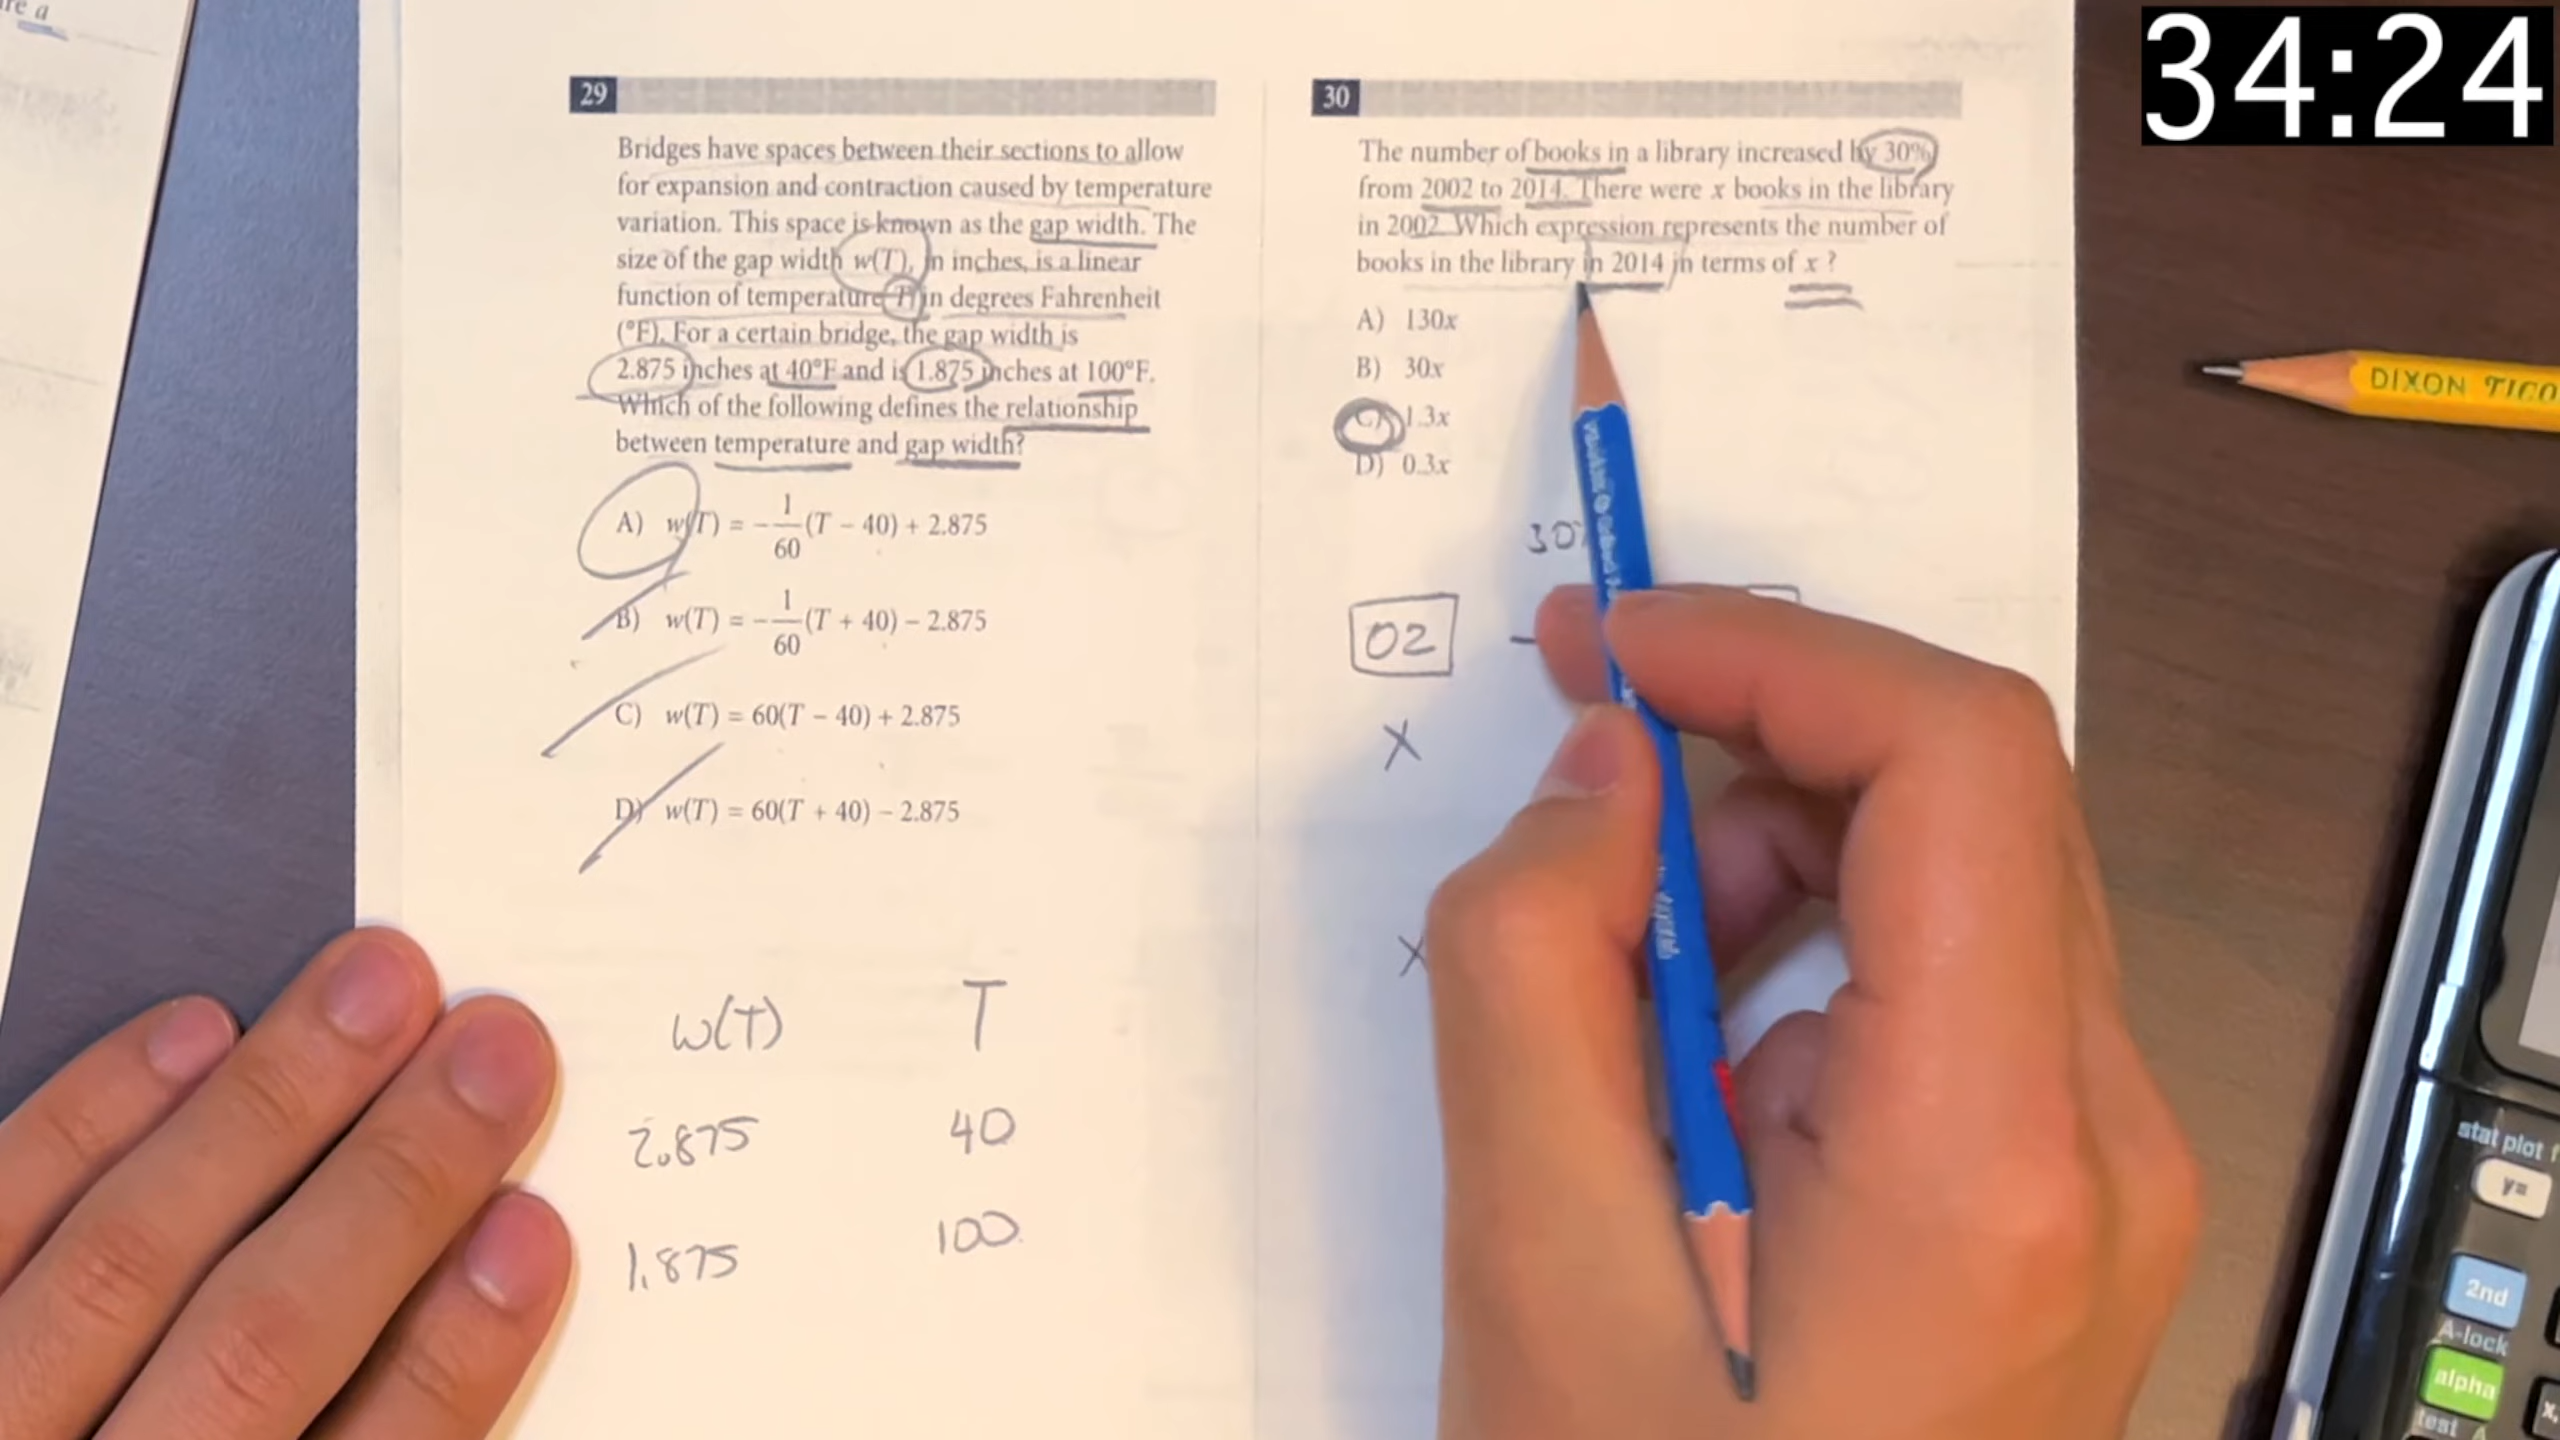 34:24
29
Bridges have spaces between their sections to allow
for expansion and contraction caused by temperature
variation. This space is known as the gap width. The
size of the gap width w(T), in inches, is a linear
function of temperature T in degrees Fahrenheit
(°F). For a certain bridge, the gap width is
2.875 inches at 40°F and is 1.875 inches at 100°F.
Which of the following defines the relationship
between temperature and gap width?
A) w(T) = -1/60(T - 40) + 2.875
B) w(T) = -1/60(T + 40) - 2.875
C) w(T) = 60(T - 40) + 2.875
D) w(T) = 60(T + 40) - 2.875
w(T) T
2.875 40
1.875 100
30
The number of books in a library increased by 30%
from 2002 to 2014. There were x books in the library
in 2002. Which expression represents the number of
books in the library in 2014 in terms of x ?
A) 130x
B) 30x
C) 1.3x
D) 0.3x
30
02
X
X
DIXON TICO
stat plot f
y=
2nd
A-lock
alpha
test A